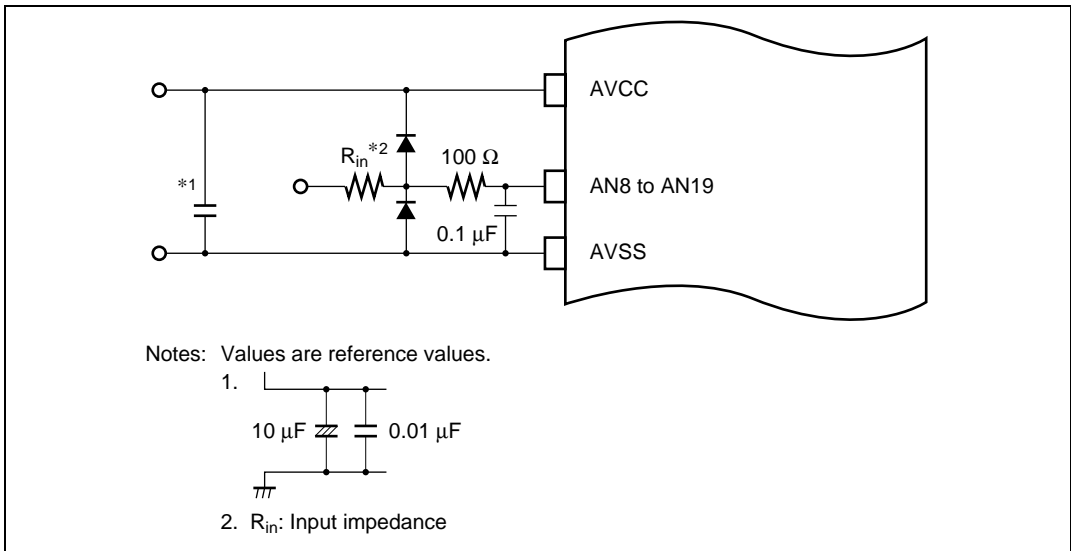 AVCC
R_in *2
100 Ω
*1
AN8 to AN19
0.1 μF
AVSS
Notes: Values are reference values.
1.
10 μF
0.01 μF
2. R_in: Input impedance